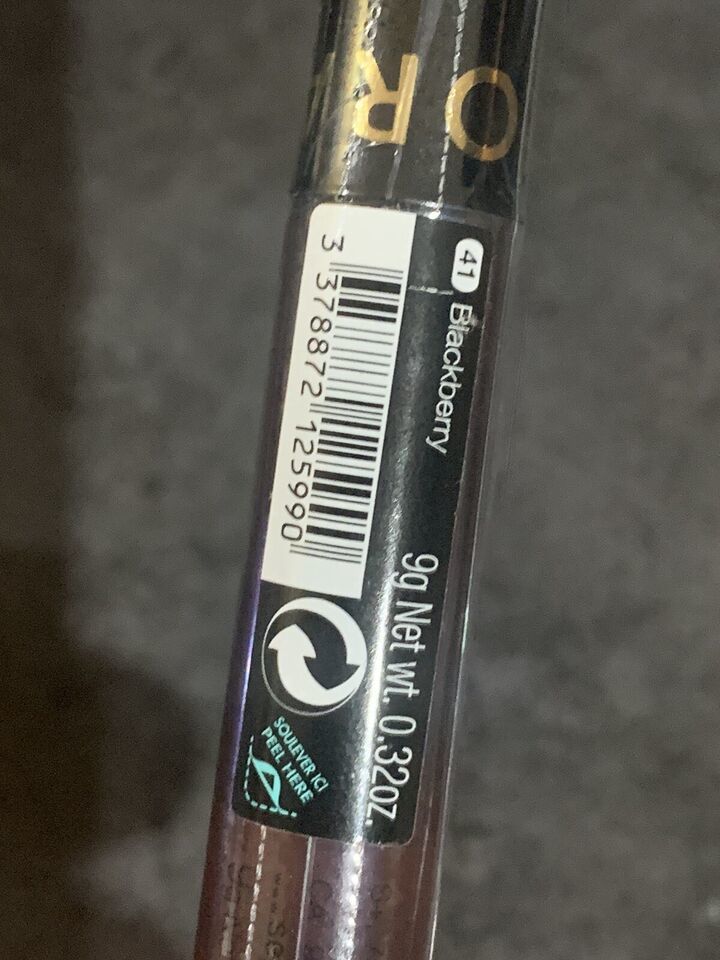 O R
41 Blackberry
3 378872 125990
9g Net wt. 0.32oz.
SOULEVER ICI
PEEL HERE